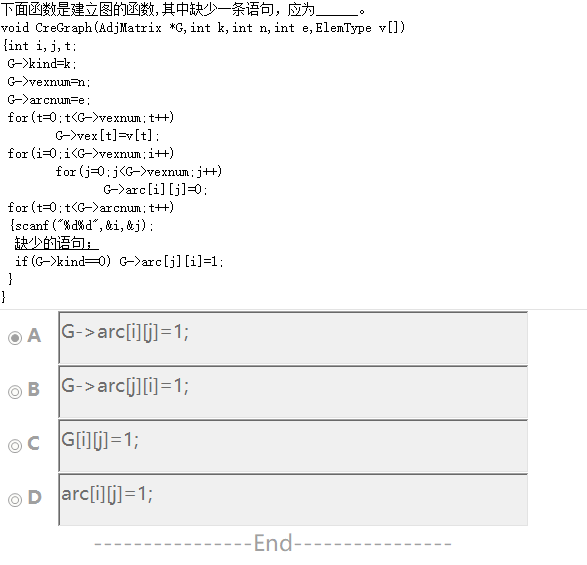 下面函数是建立图的函数,其中缺少一条语句，应为______。
void CreGraph(AdjMatrix *G,int k,int n,int e,ElemType v[])
{int i,j,t;
G->kind=k;
G->vexnum=n;
G->arcnum=e;
for(t=0;t<G->vexnum;t++)
G->vex[t]=v[t];
for(i=0;i<G->vexnum;i++)
for(j=0;j<G->vexnum;j++)
G->arc[i][j]=0;
for(t=0;t<G->arcnum;t++)
{scanf("%d%d",&i,&j);
缺少的语句；
if(G->kind==0) G->arc[j][i]=1;
}
}
A G->arc[i][j]=1;
B G->arc[j][i]=1;
C G[i][j]=1;
D arc[i][j]=1;
----------------End----------------